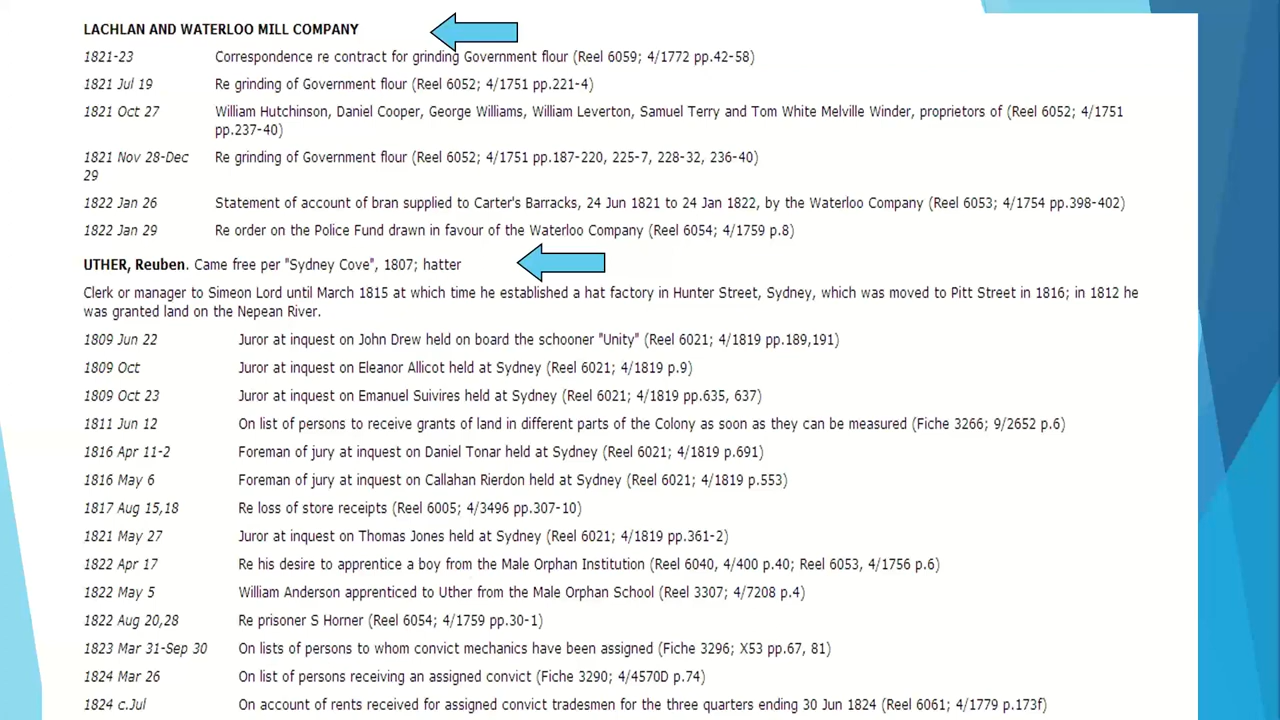 LACHLAN AND WATERLOO MILL COMPANY
1821-23 Correspondence re contract for grinding Government flour (Reel 6059; 4/1772 pp.42-58)
1821 Jul 19 Re grinding of Government flour (Reel 6052; 4/1751 pp.221-4)
1821 Oct 27 William Hutchinson, Daniel Cooper, George Williams, William Leverton, Samuel Terry and Tom White Melville Winder, proprietors of (Reel 6052; 4/1751
pp.237-40)
1821 Nov 28-Dec Re grinding of Government flour (Reel 6052; 4/1751 pp.187-220, 225-7, 228-32, 236-40)
29
1822 Jan 26 Statement of account of bran supplied to Carter's Barracks, 24 Jun 1821 to 24 Jan 1822, by the Waterloo Company (Reel 6053; 4/1754 pp.398-402)
1822 Jan 29 Re order on the Police Fund drawn in favour of the Waterloo Company (Reel 6054; 4/1759 p.8)
UTHER, Reuben. Came free per "Sydney Cove", 1807; hatter
Clerk or manager to Simeon Lord until March 1815 at which time he established a hat factory in Hunter Street, Sydney, which was moved to Pitt Street in 1816; in 1812 he
was granted land on the Nepean River.
1809 Jun 22 Juror at inquest on John Drew held on board the schooner "Unity" (Reel 6021; 4/1819 pp.189,191)
1809 Oct Juror at inquest on Eleanor Allicot held at Sydney (Reel 6021; 4/1819 p.9)
1809 Oct 23 Juror at inquest on Emanuel Suivires held at Sydney (Reel 6021; 4/1819 pp.635, 637)
1811 Jun 12 On list of persons to receive grants of land in different parts of the Colony as soon as they can be measured (Fiche 3266; 9/2652 p.6)
1816 Apr 11-2 Foreman of jury at inquest on Daniel Tonar held at Sydney (Reel 6021; 4/1819 p.691)
1816 May 6 Foreman of jury at inquest on Callahan Rierdon held at Sydney (Reel 6021; 4/1819 p.553)
1817 Aug 15,18 Re loss of store receipts (Reel 6005; 4/3496 pp.307-10)
1821 May 27 Juror at inquest on Thomas Jones held at Sydney (Reel 6021; 4/1819 pp.361-2)
1822 Apr 17 Re his desire to apprentice a boy from the Male Orphan Institution (Reel 6040, 4/400 p.40; Reel 6053, 4/1756 p.6)
1822 May 5 William Anderson apprenticed to Uther from the Male Orphan School (Reel 3307; 4/7208 p.4)
1822 Aug 20,28 Re prisoner S Horner (Reel 6054; 4/1759 pp.30-1)
1823 Mar 31-Sep 30 On lists of persons to whom convict mechanics have been assigned (Fiche 3296; X53 pp.67, 81)
1824 Mar 26 On list of persons receiving an assigned convict (Fiche 3290; 4/4570D p.74)
1824 c.Jul On account of rents received for assigned convict tradesmen for the three quarters ending 30 Jun 1824 (Reel 6061; 4/1779 p.173f)